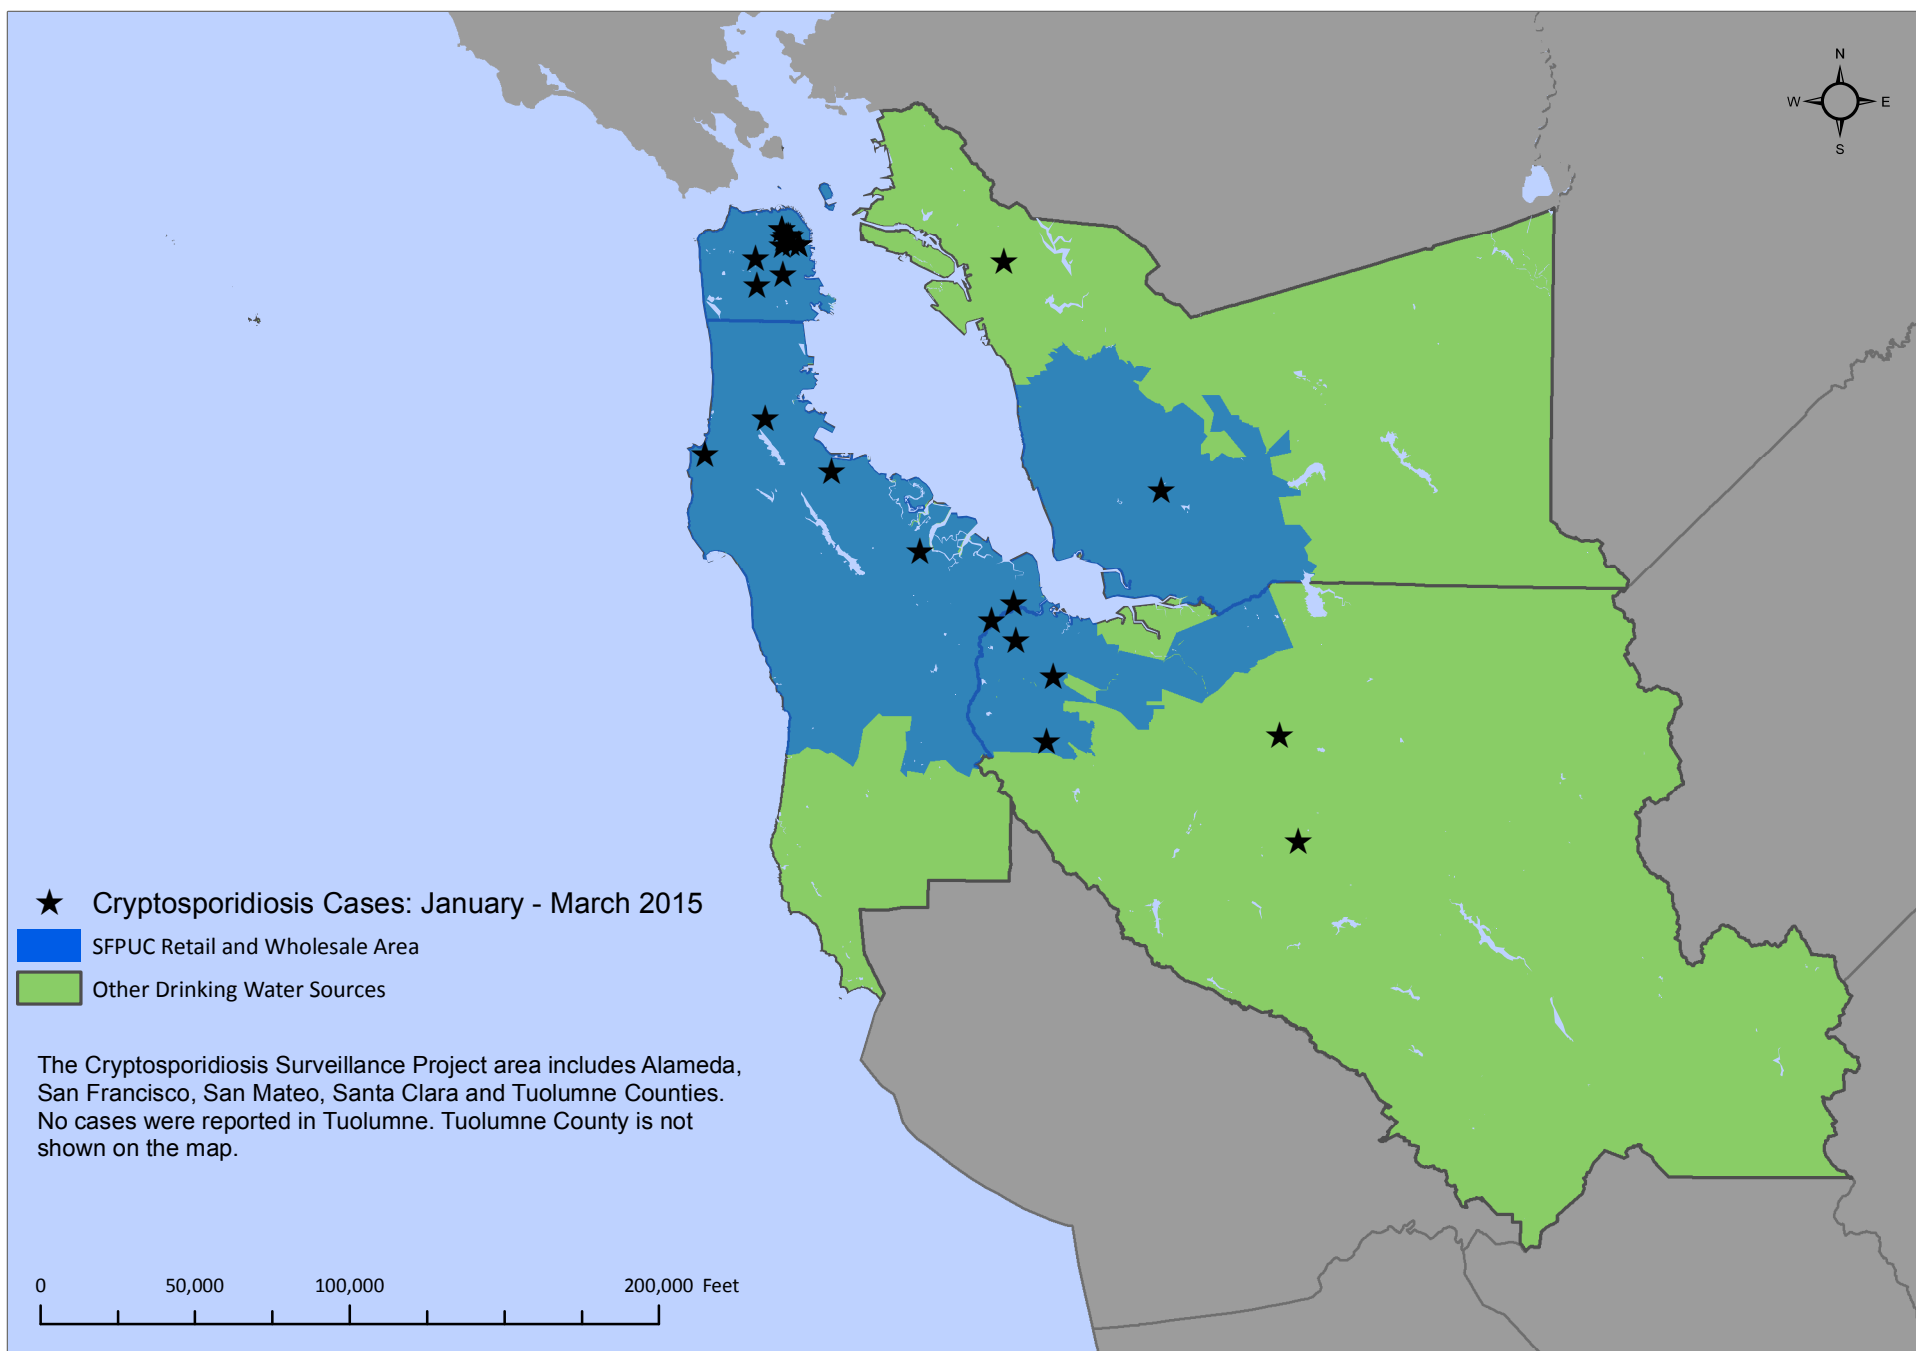 N
W E
S
Cryptosporidiosis Cases: January - March 2015
SFPUC Retail and Wholesale Area
Other Drinking Water Sources
The Cryptosporidiosis Surveillance Project area includes Alameda,
San Francisco, San Mateo, Santa Clara and Tuolumne Counties.
No cases were reported in Tuolumne. Tuolumne County is not
shown on the map.
0 50,000 100,000 200,000 Feet